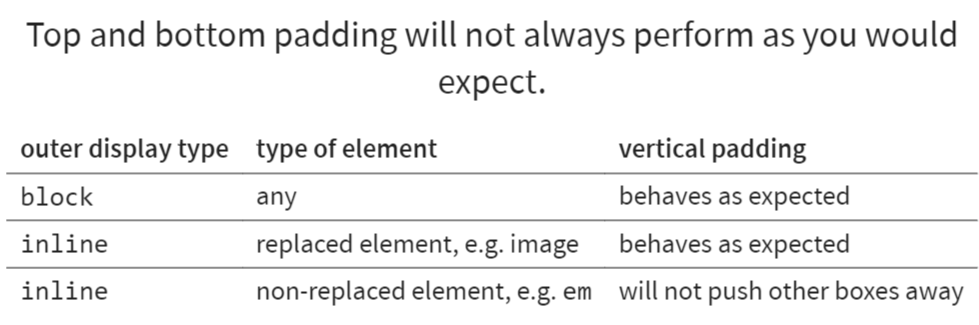 Top and bottom padding will not always perform as you would
expect.
outer display type type of element vertical padding
block any behaves as expected
inline replaced element, e.g. image behaves as expected
inline non-replaced element, e.g. em will not push other boxes away